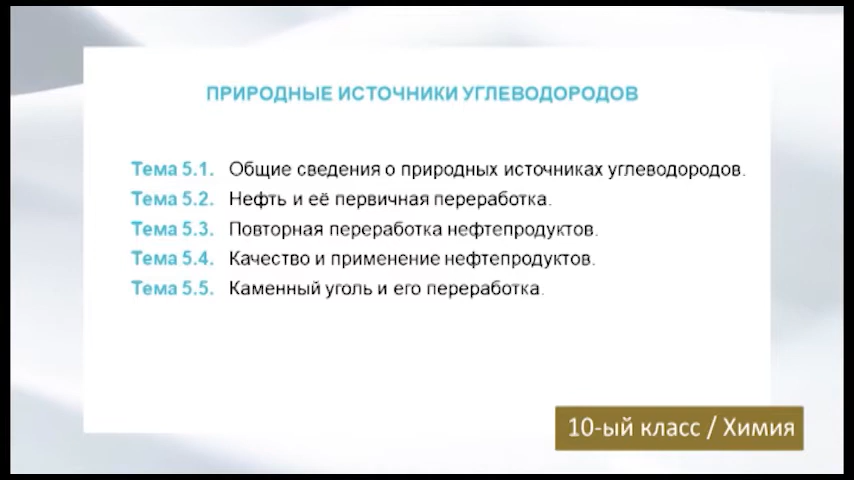 ПРИРОДНЫЕ ИСТОЧНИКИ УГЛЕВОДОРОДОВ
Тема 5.1. Общие сведения о природных источниках углеводородов.
Тема 5.2. Нефть и её первичная переработка.
Тема 5.3. Повторная переработка нефтепродуктов.
Тема 5.4. Качество и применение нефтепродуктов.
Тема 5.5. Каменный уголь и его переработка.
10-ый класс / Химия